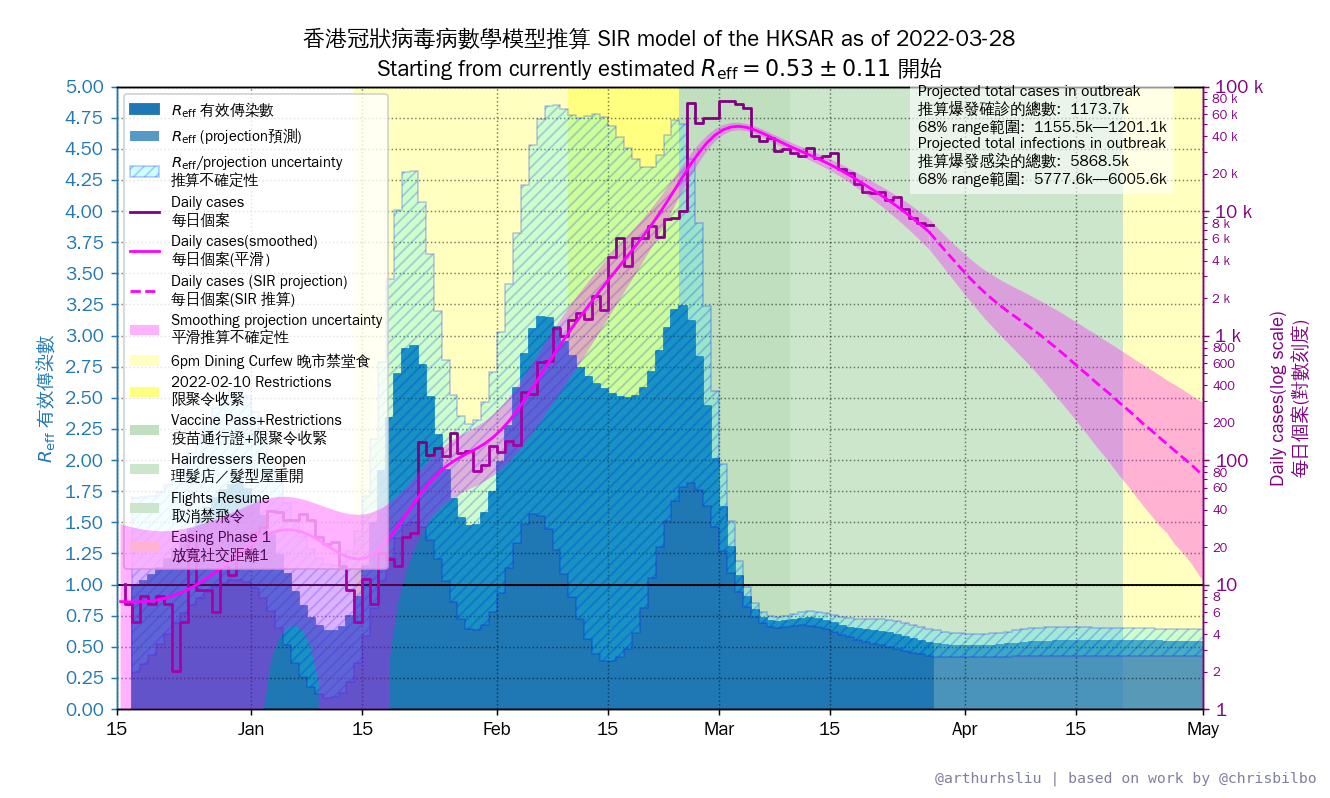 香港冠狀病毒病數學模型推算 SIR model of the HKSAR as of 2022-03-28
Starting from currently estimated R_eff = 0.53 ± 0.11 開始
R_eff 有效傳染數
R_eff (projection預測)
R_eff/projection uncertainty
推算不確定性
Daily cases
每日個案
Daily cases(smoothed)
每日個案(平滑）
Daily cases (SIR projection)
每日個案(SIR 推算)
Smoothing projection uncertainty
平滑推算不確定性
6pm Dining Curfew 晚市禁堂食
2022-02-10 Restrictions
限聚令收緊
Vaccine Pass+Restrictions
疫苗通行證+限聚令收緊
Hairdressers Reopen
理髮店／髮型屋重開
Flights Resume
取消禁飛令
Easing Phase 1
放寬社交距離1
Projected total cases in outbreak
推算爆發確診的總數: 1173.7k
68% range範圍: 1155.5k—1201.1k
Projected total infections in outbreak
推算爆發感染的總數: 5868.5k
68% range範圍: 5777.6k—6005.6k
R_eff 有效傳染數
5.00
4.75
4.50
4.25
4.00
3.75
3.50
3.25
3.00
2.75
2.50
2.25
2.00
1.75
1.50
1.25
1.00
0.75
0.50
0.25
0.00
100 k
80 k
60 k
40 k
20 k
10 k
8 k
6 k
4 k
2 k
1 k
800
600
400
200
100
80
60
40
20
10
8
6
4
2
1
Daily cases(log scale)
每日個案(對數刻度)
15 Jan 15 Feb 15 Mar 15 Apr 15 May
@arthurhsliu | based on work by @chrisbilbo